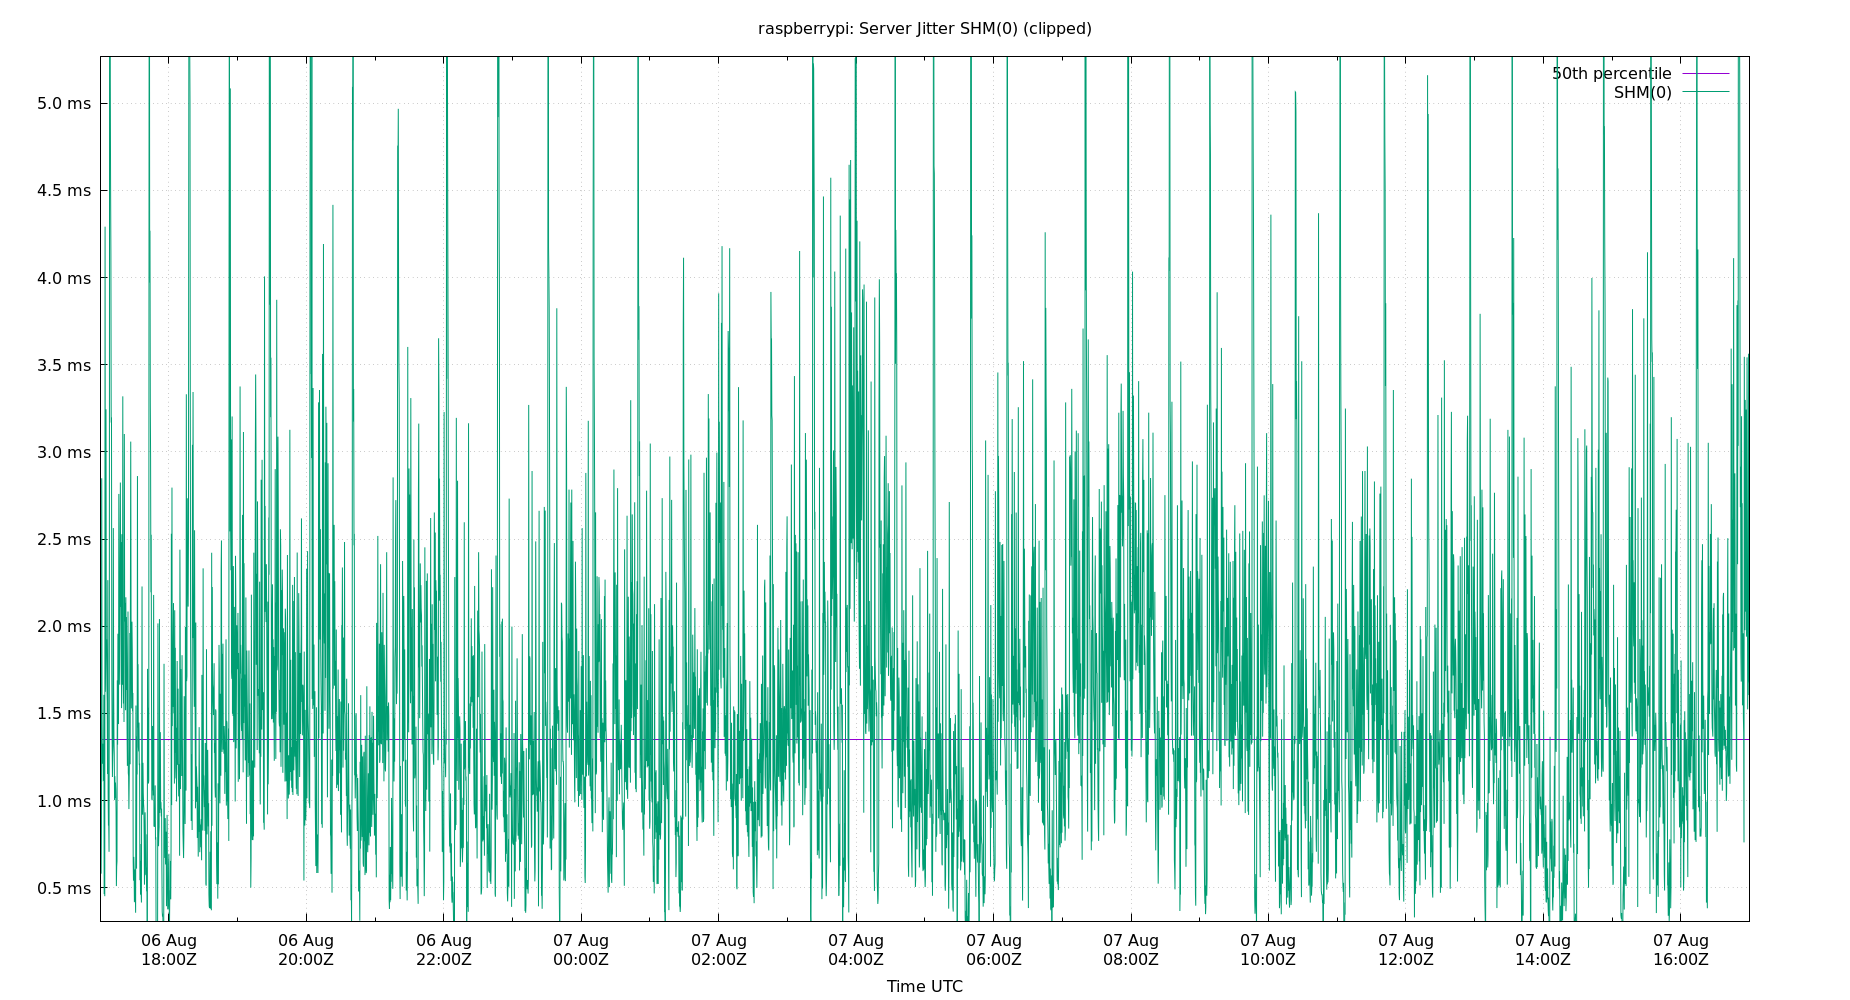 raspberrypi: Server Jitter SHM(0) (clipped)
50th percentile
SHM(0)
5.0 ms
4.5 ms
4.0 ms
3.5 ms
3.0 ms
2.5 ms
2.0 ms
1.5 ms
1.0 ms
0.5 ms
06 Aug 06 Aug 06 Aug 07 Aug 07 Aug 07 Aug 07 Aug 07 Aug 07 Aug 07 Aug 07 Aug 07 Aug
18:00Z 20:00Z 22:00Z 00:00Z 02:00Z 04:00Z 06:00Z 08:00Z 10:00Z 12:00Z 14:00Z 16:00Z
Time UTC